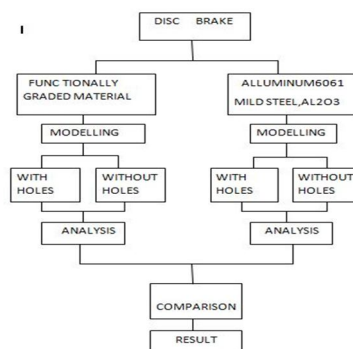 I
DISC BRAKE
FUNC TIONALLY
GRADED MATERIAL
ALLUMINUM6061
MILD STEEL,AL2O3
MODELLING
MODELLING
WITH
HOLES
WITHOUT
HOLES
WITH
HOLES
WITHOUT
HOLES
ANALYSIS
ANALYSIS
COMPARISON
RESULT